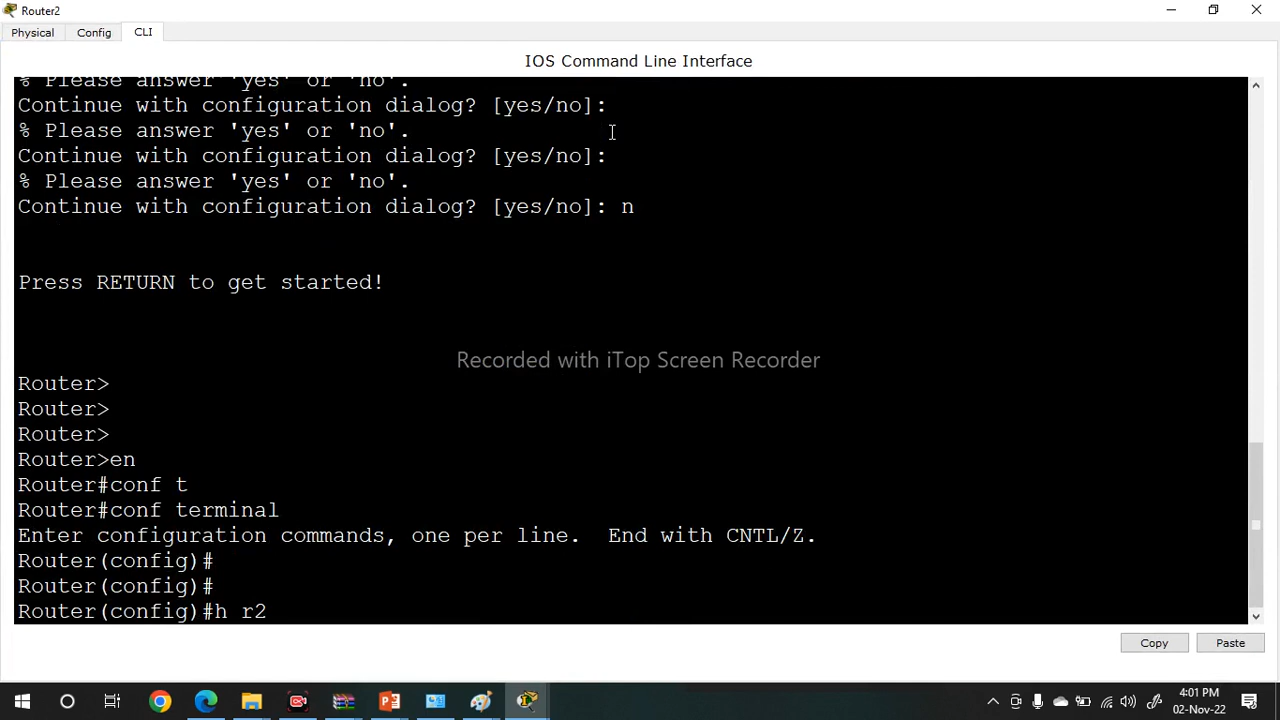 Router2
Physical
Config
CLI
IOS Command Line Interface
% Please answer 'yes' or 'no'.
Continue with configuration dialog? [yes/no]:
% Please answer 'yes' or 'no'.
Continue with configuration dialog? [yes/no]:
% Please answer 'yes' or 'no'.
Continue with configuration dialog? [yes/no]: n
Press RETURN to get started!
Recorded with iTop Screen Recorder
Router>
Router>
Router>
Router>en
Router#conf t
Router#conf terminal
Enter configuration commands, one per line.  End with CNTL/Z.
Router(config)#
Router(config)#
Router(config)#h r2
Copy
Paste
4:01 PM
02-Nov-22